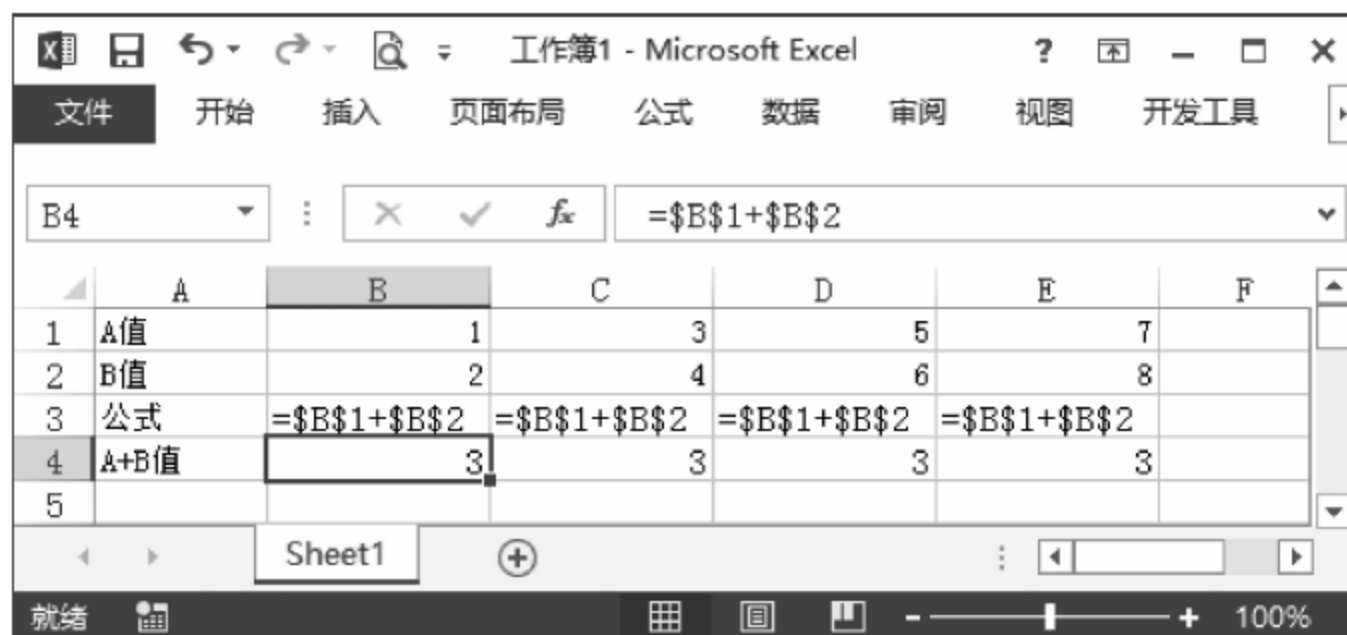 工作簿1 - Microsoft Excel ?
文件 开始 插入 页面布局 公式 数据 审阅 视图 开发工具
B4 fx =$B$1+$B$2
A B C D E F
1 A值 1 3 5 7
2 B值 2 4 6 8
3 公式 =$B$1+$B$2 =$B$1+$B$2 =$B$1+$B$2 =$B$1+$B$2
4 A+B值 3 3 3 3
5
Sheet1
就绪 100%